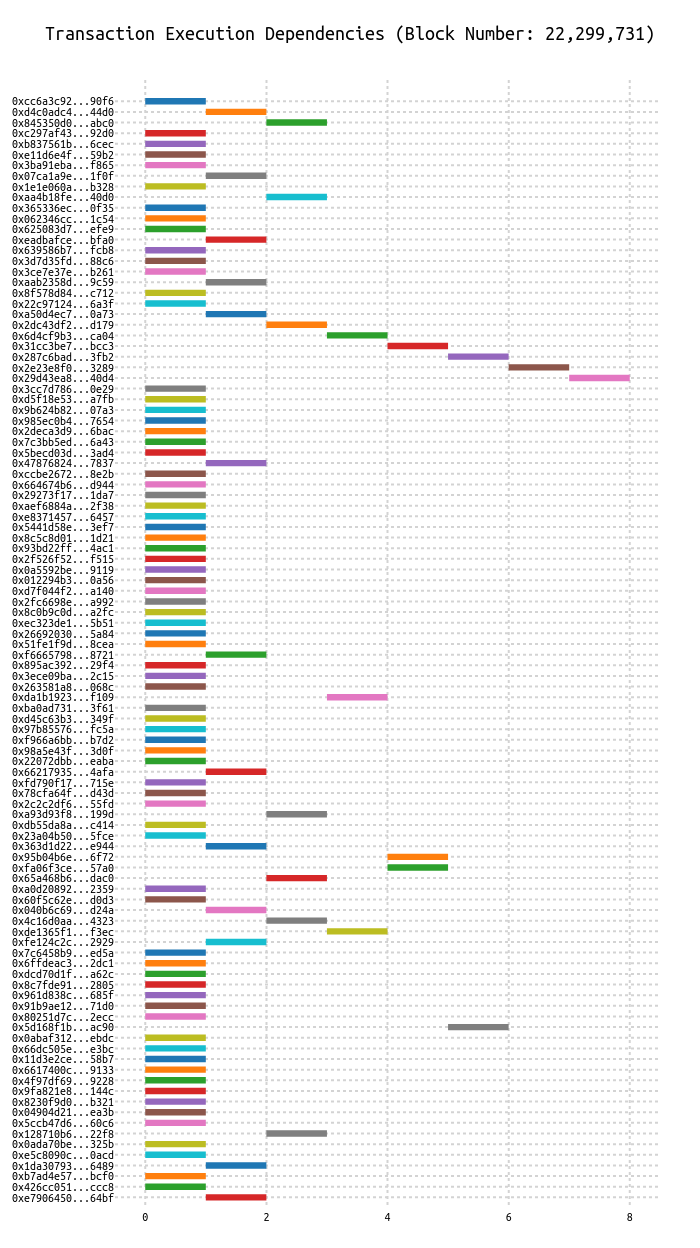 Transaction Execution Dependencies (Block Number: 22,299,731)
0xcc6a3c92...90f6
0xd4c0adc4...44d0
0x845350d0...abc0
0xc297af43...92d0
0xb837561b...6cec
0xe11d6e4f...59b2
0x3ba91eba...f865
0x07ca1a9e...1f0f
0x1e1e060a...b328
0xaa4b18fe...40d0
0x365336ec...0f35
0x062346cc...1c54
0x625083d7...efe9
0xeadbafce...bfa0
0x639586b7...fcb8
0x3d7d35fd...88c6
0x3ce7e37e...b261
0xaab2358d...9c59
0x8f578d84...c712
0x22c97124...6a3f
0xa50d4ec7...0a73
0x2dc43df2...d179
0x6d4cf9b3...ca04
0x31cc3be7...bcc3
0x287c6bad...3fb2
0x2e23e8f0...3289
0x29d43ea8...40d4
0x3cc7d786...0e29
0xd5f18e53...a7fb
0x9b624b82...07a3
0x985ec0b4...7654
0x2deca3d9...6bac
0x7c3bb5ed...6a43
0x5becd03d...3ad4
0x47876824...7837
0xccbe2672...8e2b
0x664674b6...d944
0x29273f17...1da7
0xaef6884a...2f38
0xe8371457...6457
0x5441d58e...3ef7
0x8c5c8d01...1d21
0x93bd22ff...4ac1
0x2f526f52...f515
0x0a5592be...9119
0x012294b3...0a56
0xd7f044f2...a140
0x2fc6698e...a992
0x8c0b9c0d...a2fc
0xec323de1...5b51
0x26692030...5a84
0x51fe1f9d...8cea
0xf6665798...8721
0x895ac392...29f4
0x3ece09ba...2c15
0x263581a8...068c
0xda1b1923...f109
0xba0ad731...3f61
0xd45c63b3...349f
0x97b85576...fc5a
0xf966a6bb...b7d2
0x98a5e43f...3d0f
0x22072dbb...eaba
0x66217935...4afa
0xfd790f17...715e
0x78cfa64f...d43d
0x2c2c2df6...55fd
0xa93d93f8...199d
0xdb55da8a...c414
0x23a04b50...5fce
0x363d1d22...e944
0x95b04b6e...6f72
0xfa06f3ce...57a0
0x65a468b6...dac0
0xa0d20892...2359
0x60f5c62e...d0d3
0x040b6c69...d24a
0x4c16d0aa...4323
0xde1365f1...f3ec
0xfe124c2c...2929
0x7c6458b9...ed5a
0x6ffdeac3...2dc1
0xdcd70d1f...a62c
0x8c7fde91...2805
0x961d838c...685f
0x91b9ae12...71d0
0x80251d7c...2ecc
0x5d168f1b...ac90
0x0abaf312...ebdc
0x66dc505e...e3bc
0x11d3e2ce...58b7
0x6617400c...9133
0x4f97df69...9228
0x9fa821e8...144c
0x8230f9d0...b321
0x04904d21...ea3b
0x5ccb47d6...60c6
0x128710b6...22f8
0x0ada70be...325b
0xe5c8090c...0acd
0x1da30793...6489
0xb7ad4e57...bcf0
0x426cc051...ccc8
0xe7906450...64bf
0 2 4 6 8